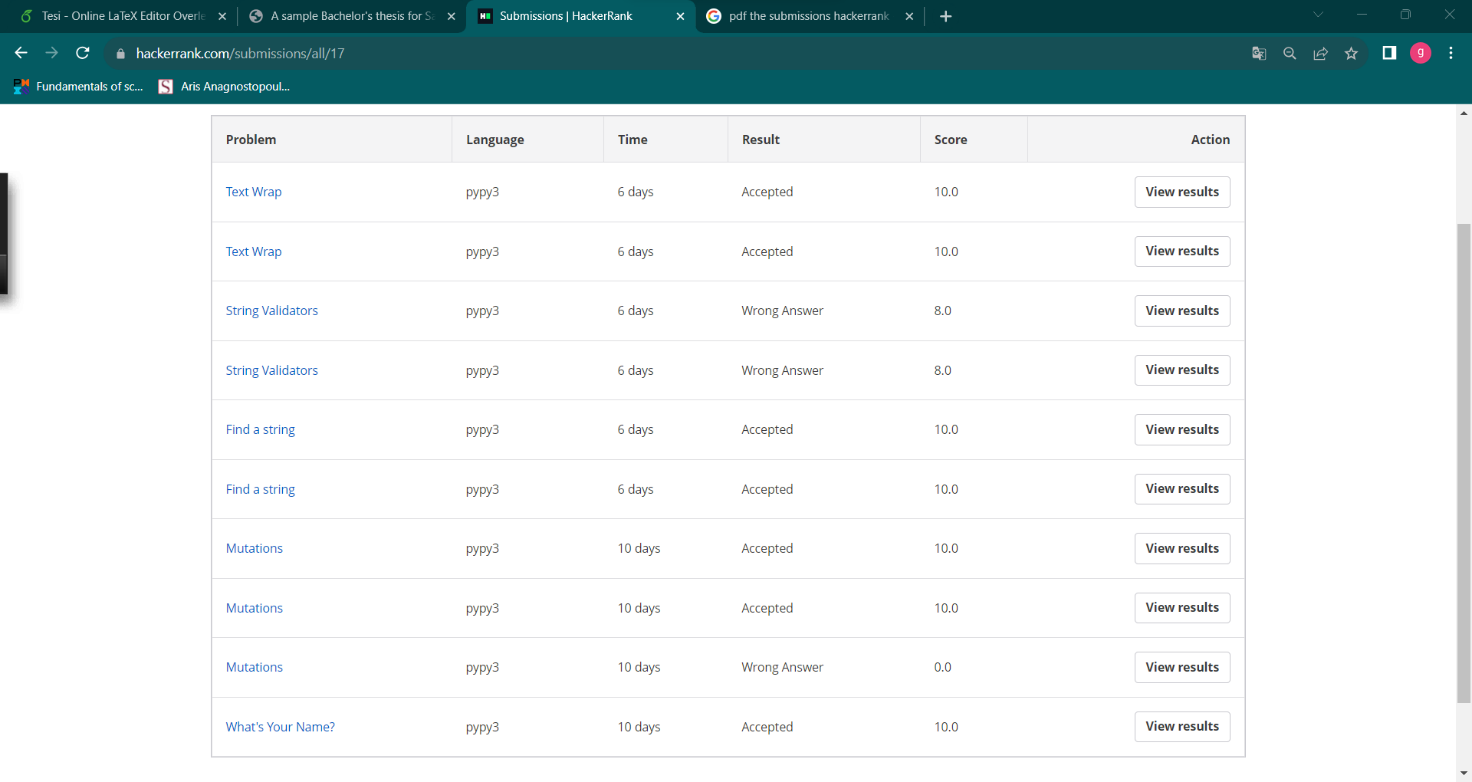 Tesi - Online LaTeX Editor Overle
A sample Bachelor's thesis for Sa
Submissions | HackerRank
pdf the submissions hackerrank
hackerrank.com/submissions/all/17
g
Fundamentals of sc...
Aris Anagnostopoul...
Problem Language Time Result Score Action
Text Wrap pypy3 6 days Accepted 10.0 View results
Text Wrap pypy3 6 days Accepted 10.0 View results
String Validators pypy3 6 days Wrong Answer 8.0 View results
String Validators pypy3 6 days Wrong Answer 8.0 View results
Find a string pypy3 6 days Accepted 10.0 View results
Find a string pypy3 6 days Accepted 10.0 View results
Mutations pypy3 10 days Accepted 10.0 View results
Mutations pypy3 10 days Accepted 10.0 View results
Mutations pypy3 10 days Wrong Answer 0.0 View results
What's Your Name? pypy3 10 days Accepted 10.0 View results